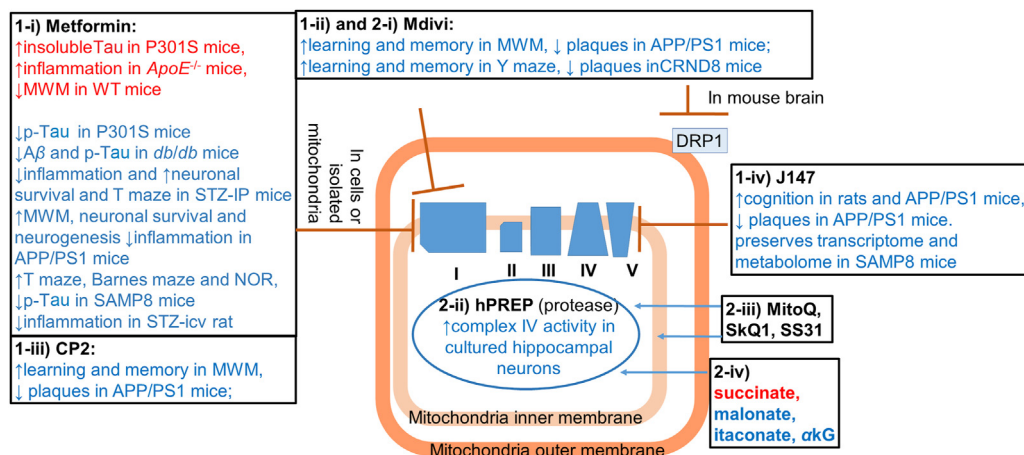 1-i) Metformin:
↑insolubleTau in P301S mice,
↑inflammation in ApoE-/- mice,
↓MWM in WT mice
↓p-Tau in P301S mice
↓Aβ and p-Tau in db/db mice
↓inflammation and ↑neuronal
survival and T maze in STZ-IP mice
↑MWM, neuronal survival and
neurogenesis ↓inflammation in
APP/PS1 mice
↑T maze, Barnes maze and NOR,
↓p-Tau in SAMP8 mice
↓inflammation in STZ-icv rat
1-iii) CP2:
↑learning and memory in MWM,
↓ plaques in APP/PS1 mice;
1-ii) and 2-i) Mdivi:
↑learning and memory in MWM, ↓ plaques in APP/PS1 mice;
↑learning and memory in Y maze, ↓ plaques inCRND8 mice
In cells or
isolated
mitochondria
In mouse brain
DRP1
1-iv) J147
↑cognition in rats and APP/PS1 mice,
↓ plaques in APP/PS1 mice.
preserves transcriptome and
metabolome in SAMP8 mice
I II III IV V
2-ii) hPREP (protease)
↑complex IV activity in
cultured hippocampal
neurons
2-iii) MitoQ,
SkQ1, SS31
2-iv)
succinate,
malonate,
itaconate, αkG
Mitochondria inner membrane
Mitochondria outer membrane